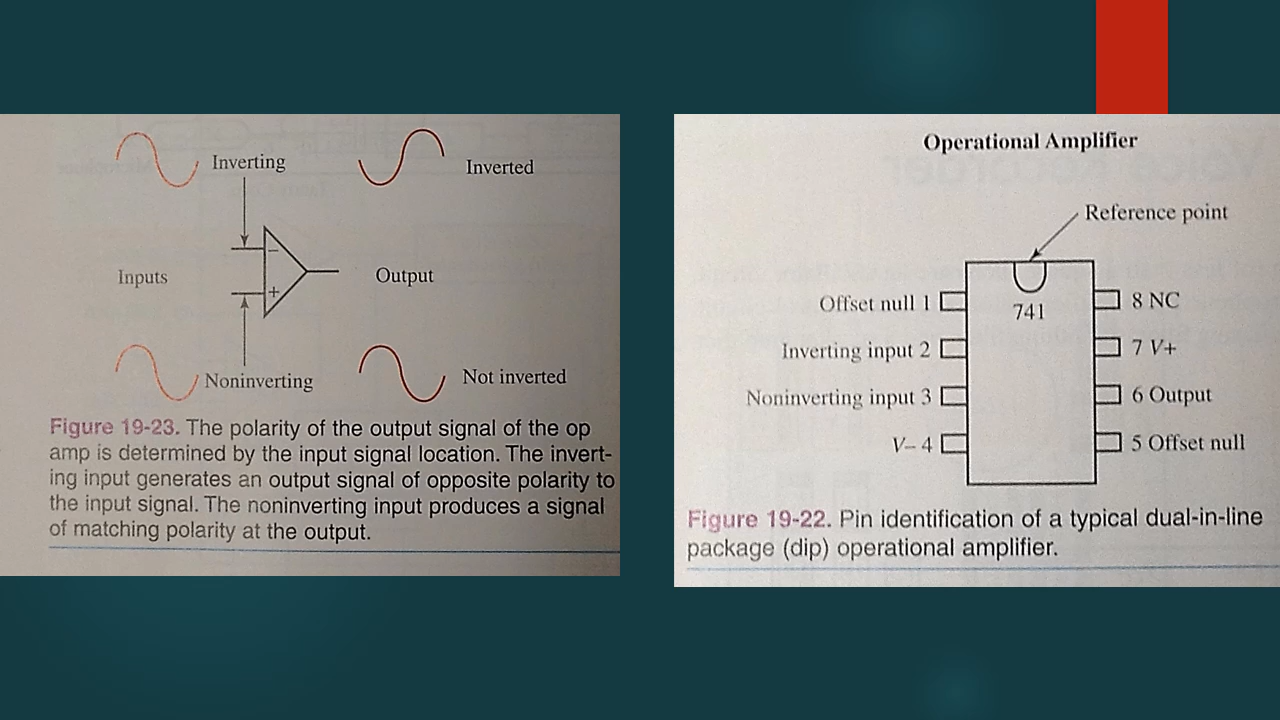 Inverting
Inverted
−
Inputs
Output
+
Noninverting
Not inverted
Figure 19-23. The polarity of the output signal of the op
amp is determined by the input signal location. The invert-
ing input generates an output signal of opposite polarity to
the input signal. The noninverting input produces a signal
of matching polarity at the output.
Operational Amplifier
Reference point
741
Offset null 1
8 NC
Inverting input 2
7 V+
Noninverting input 3
6 Output
V– 4
5 Offset null
Figure 19-22. Pin identification of a typical dual-in-line
package (dip) operational amplifier.